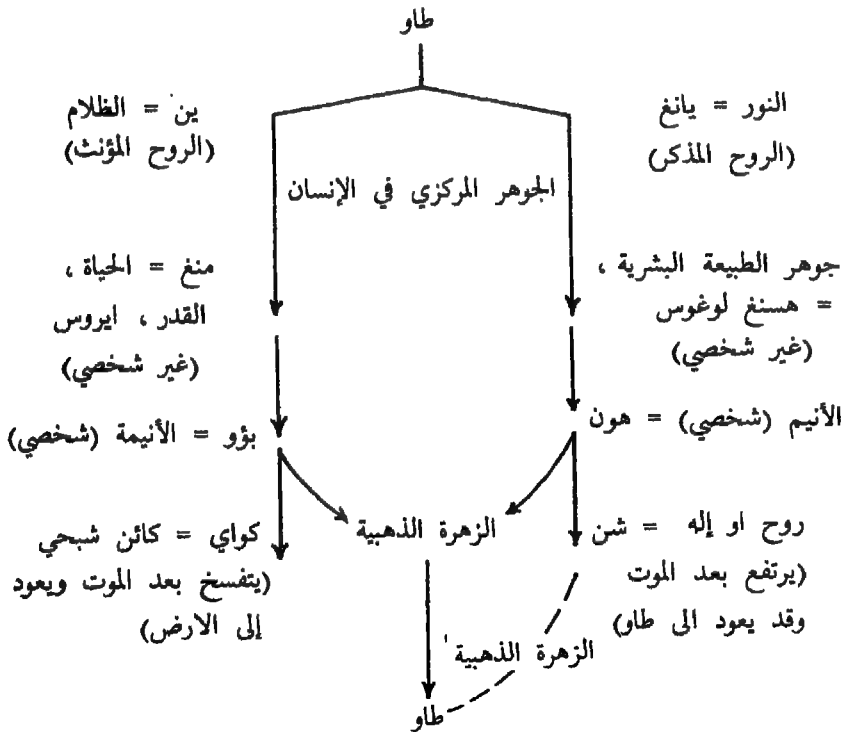 طاو
النور = يانغ
(الروح المذكر)
ين = الظلام
(الروح المؤنث)
الجوهر المركزي في الإنسان
جوهر الطبيعة البشرية ،
= هسنغ لوغوس
(غير شخصي)
منغ = الحياة ،
القدر ، ايروس
(غير شخصي)
الأنيم (شخصي) = هون
بؤو = الأنيمة (شخصي)
روح او إله = شن
(يرتفع بعد الموت
وقد يعود الى طاو)
الزهرة الذهبية
كواي = كائن شبحي
(يتفسخ بعد الموت ويعود
إلى الارض)
الزهرة الذهبية
طاو